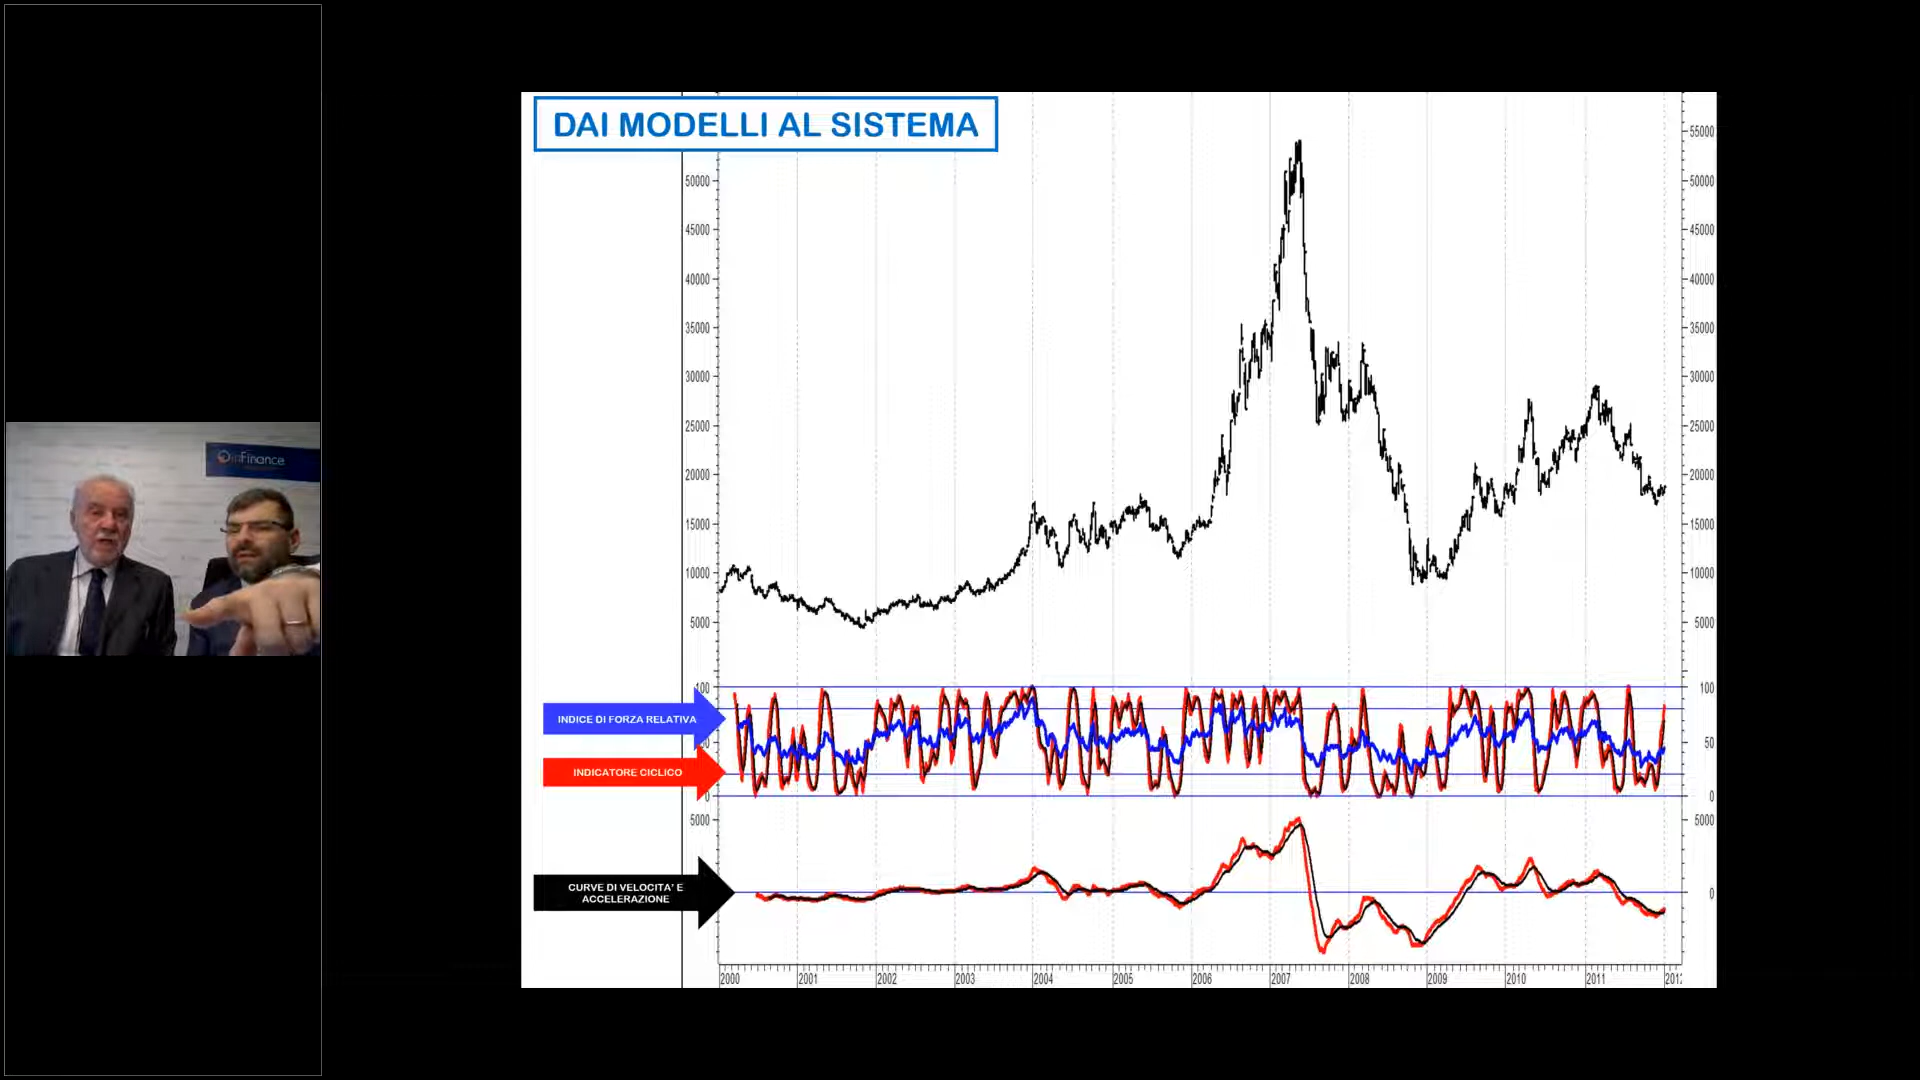 inFinance
DAI MODELLI AL SISTEMA
55000
50000 50000
45000 45000
40000 40000
35000 35000
30000 30000
25000 25000
20000 20000
15000 15000
10000 10000
5000 5000
100 100
INDICE DI FORZA RELATIVA
50
INDICATORE CICLICO
0 0
5000 5000
CURVE DI VELOCITA' E
ACCELERAZIONE
0
2000 2001 2002 2003 2004 2005 2006 2007 2008 2009 2010 2011